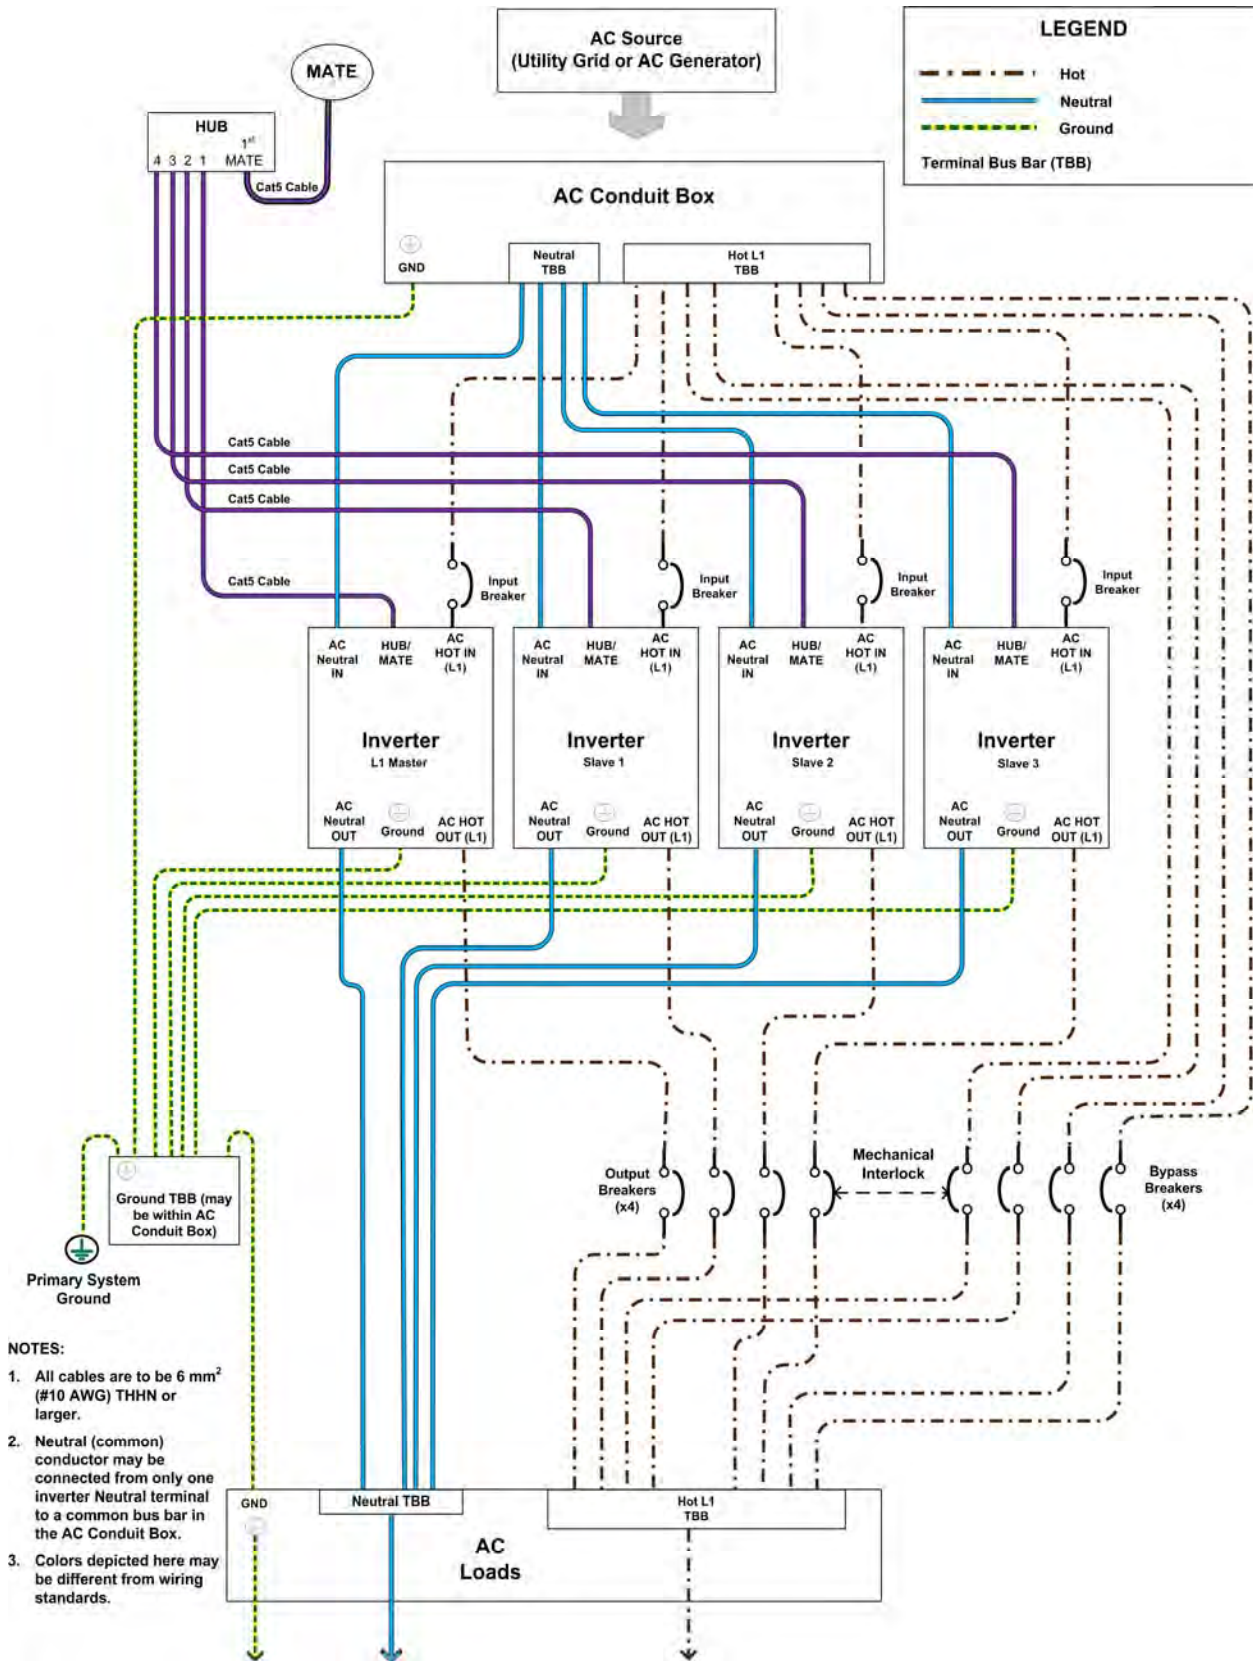 AC Source
(Utility Grid or AC Generator)
LEGEND
Hot
Neutral
Ground
Terminal Bus Bar (TBB)
MATE
HUB
4 3 2 1
1st
MATE
Cat5 Cable
AC Conduit Box
GND
Neutral
TBB
Hot L1
TBB
Cat5 Cable
Cat5 Cable
Cat5 Cable
Cat5 Cable
Input
Breaker
Input
Breaker
Input
Breaker
Input
Breaker
AC
Neutral
IN
HUB/
MATE
AC
HOT IN
(L1)
Inverter
L1 Master
AC
Neutral
OUT
Ground
AC HOT
OUT (L1)
AC
Neutral
IN
HUB/
MATE
AC
HOT IN
(L1)
Inverter
Slave 1
AC
Neutral
OUT
Ground
AC HOT
OUT (L1)
AC
Neutral
IN
HUB/
MATE
AC
HOT IN
(L1)
Inverter
Slave 2
AC
Neutral
OUT
Ground
AC HOT
OUT (L1)
AC
Neutral
IN
HUB/
MATE
AC
HOT IN
(L1)
Inverter
Slave 3
AC
Neutral
OUT
Ground
AC HOT
OUT (L1)
Output
Breakers
(x4)
Mechanical
Interlock
Bypass
Breakers
(x4)
Ground TBB (may
be within AC
Conduit Box)
Primary System
Ground
NOTES:
1. All cables are to be 6 mm2
(#10 AWG) THHN or
larger.
2. Neutral (common)
conductor may be
connected from only one
inverter Neutral terminal
to a common bus bar in
the AC Conduit Box.
3. Colors depicted here may
be different from wiring
standards.
GND
Neutral TBB
Hot L1
TBB
AC
Loads